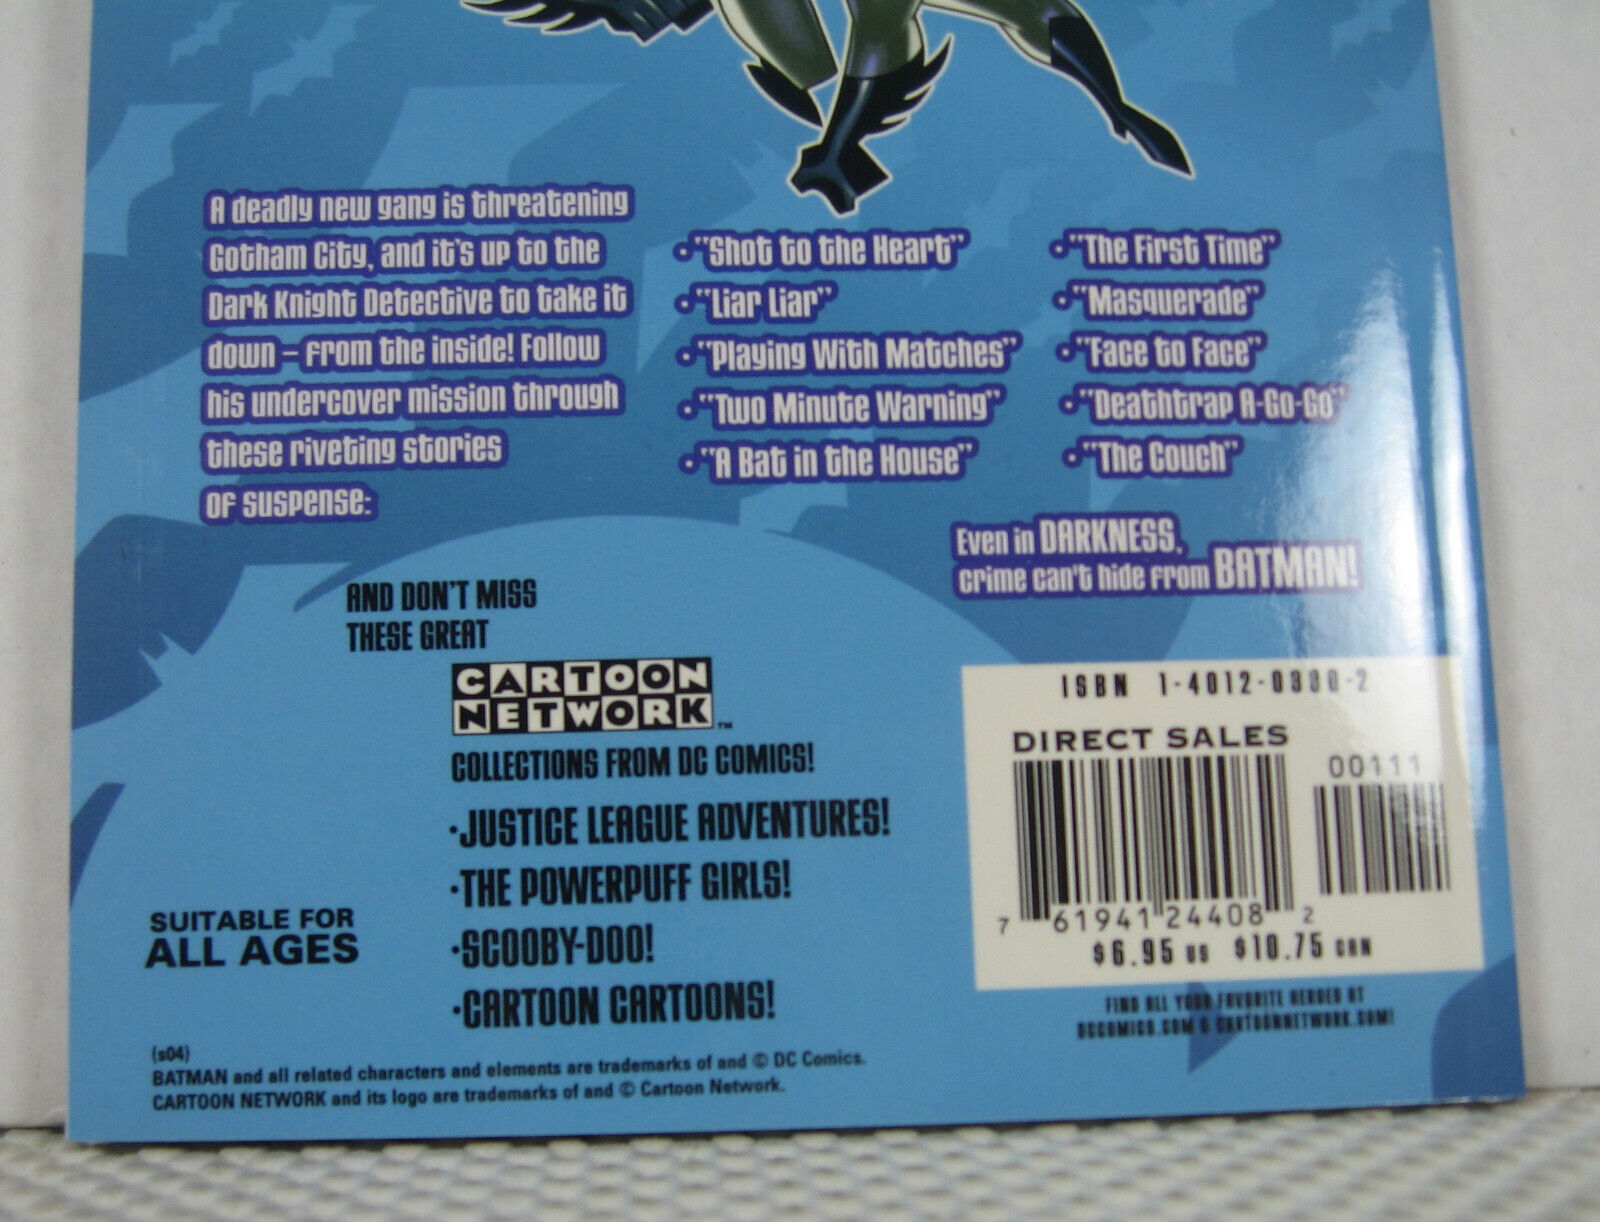 A deadly new gang is threatening
Gotham City, and it's up to the
Dark Knight Detective to take it
down – from the inside! Follow
his undercover mission through
these riveting stories
of suspense:
• "Shot to the Heart"
• "Liar Liar"
• "Playing With Matches"
• "Two Minute Warning"
• "A Bat in the House"
• "The First Time"
• "Masquerade"
• "Face to Face"
• "Deathtrap A-Go-Go"
• "The Couch"
Even in DARKNESS,
crime can't hide from BATMAN!
AND DON'T MISS
THESE GREAT
CARTOON
NETWORK™
COLLECTIONS FROM DC COMICS!
•JUSTICE LEAGUE ADVENTURES!
•THE POWERPUFF GIRLS!
•SCOOBY-DOO!
•CARTOON CARTOONS!
SUITABLE FOR
ALL AGES
ISBN 1-4012-0330-2
DIRECT SALES
00111
7 61941 24408 2
$6.95 US $10.75 CAN
FIND ALL YOUR FAVORITE HEROES AT
DCCOMICS.COM & CARTOONNETWORK.COM!
(s04)
BATMAN and all related characters and elements are trademarks of and © DC Comics.
CARTOON NETWORK and its logo are trademarks of and © Cartoon Network.